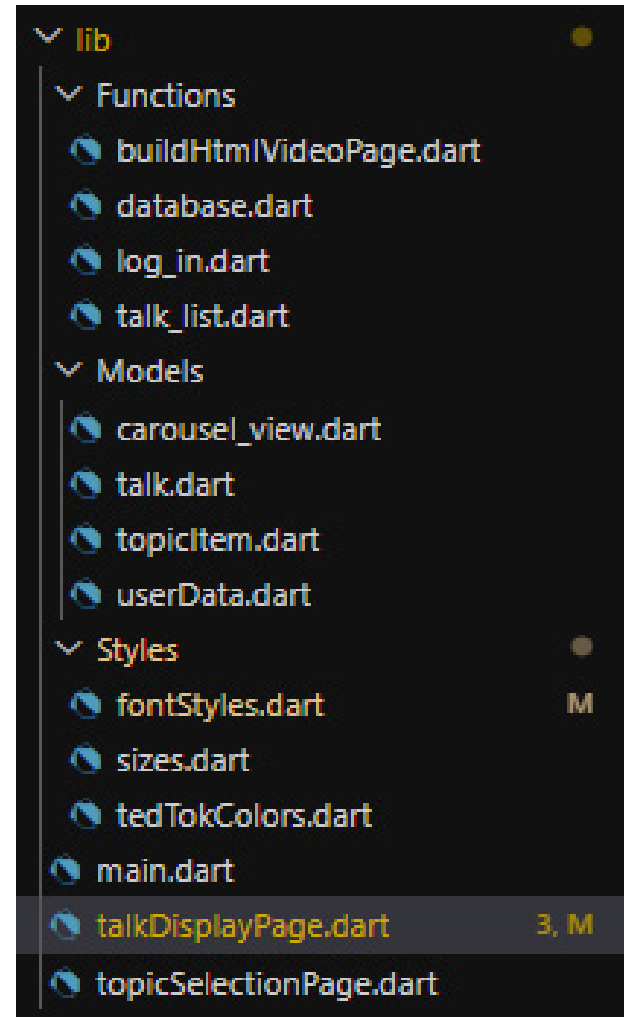 lib
Functions
buildHtmlVideoPage.dart
database.dart
log_in.dart
talk_list.dart
Models
carousel_view.dart
talk.dart
topicItem.dart
userData.dart
Styles
fontStyles.dart M
sizes.dart
tedTokColors.dart
main.dart
talkDisplayPage.dart 3, M
topicSelectionPage.dart